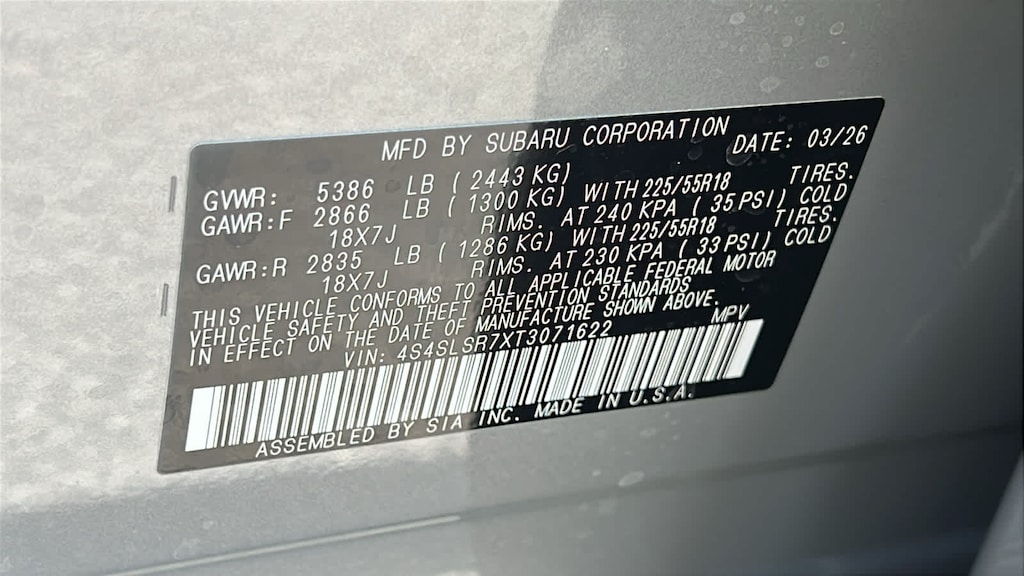 MFD BY SUBARU CORPORATION DATE: 03/26
GVWR: 5386 LB ( 2443 KG)
GAWR:F 2866 LB ( 1300 KG) WITH 225/55R18 TIRES.
18X7J RIMS. AT 240 KPA ( 35 PSI) COLD
GAWR:R 2835 LB ( 1286 KG) WITH 225/55R18 TIRES.
18X7J RIMS. AT 230 KPA ( 33 PSI) COLD
THIS VEHICLE CONFORMS TO ALL APPLICABLE FEDERAL MOTOR
VEHICLE SAFETY AND THEFT PREVENTION STANDARDS
IN EFFECT ON THE DATE OF MANUFACTURE SHOWN ABOVE.
VIN: 4S4SLSR7XT3071622 MPV
ASSEMBLED BY SIA INC. MADE IN U.S.A.